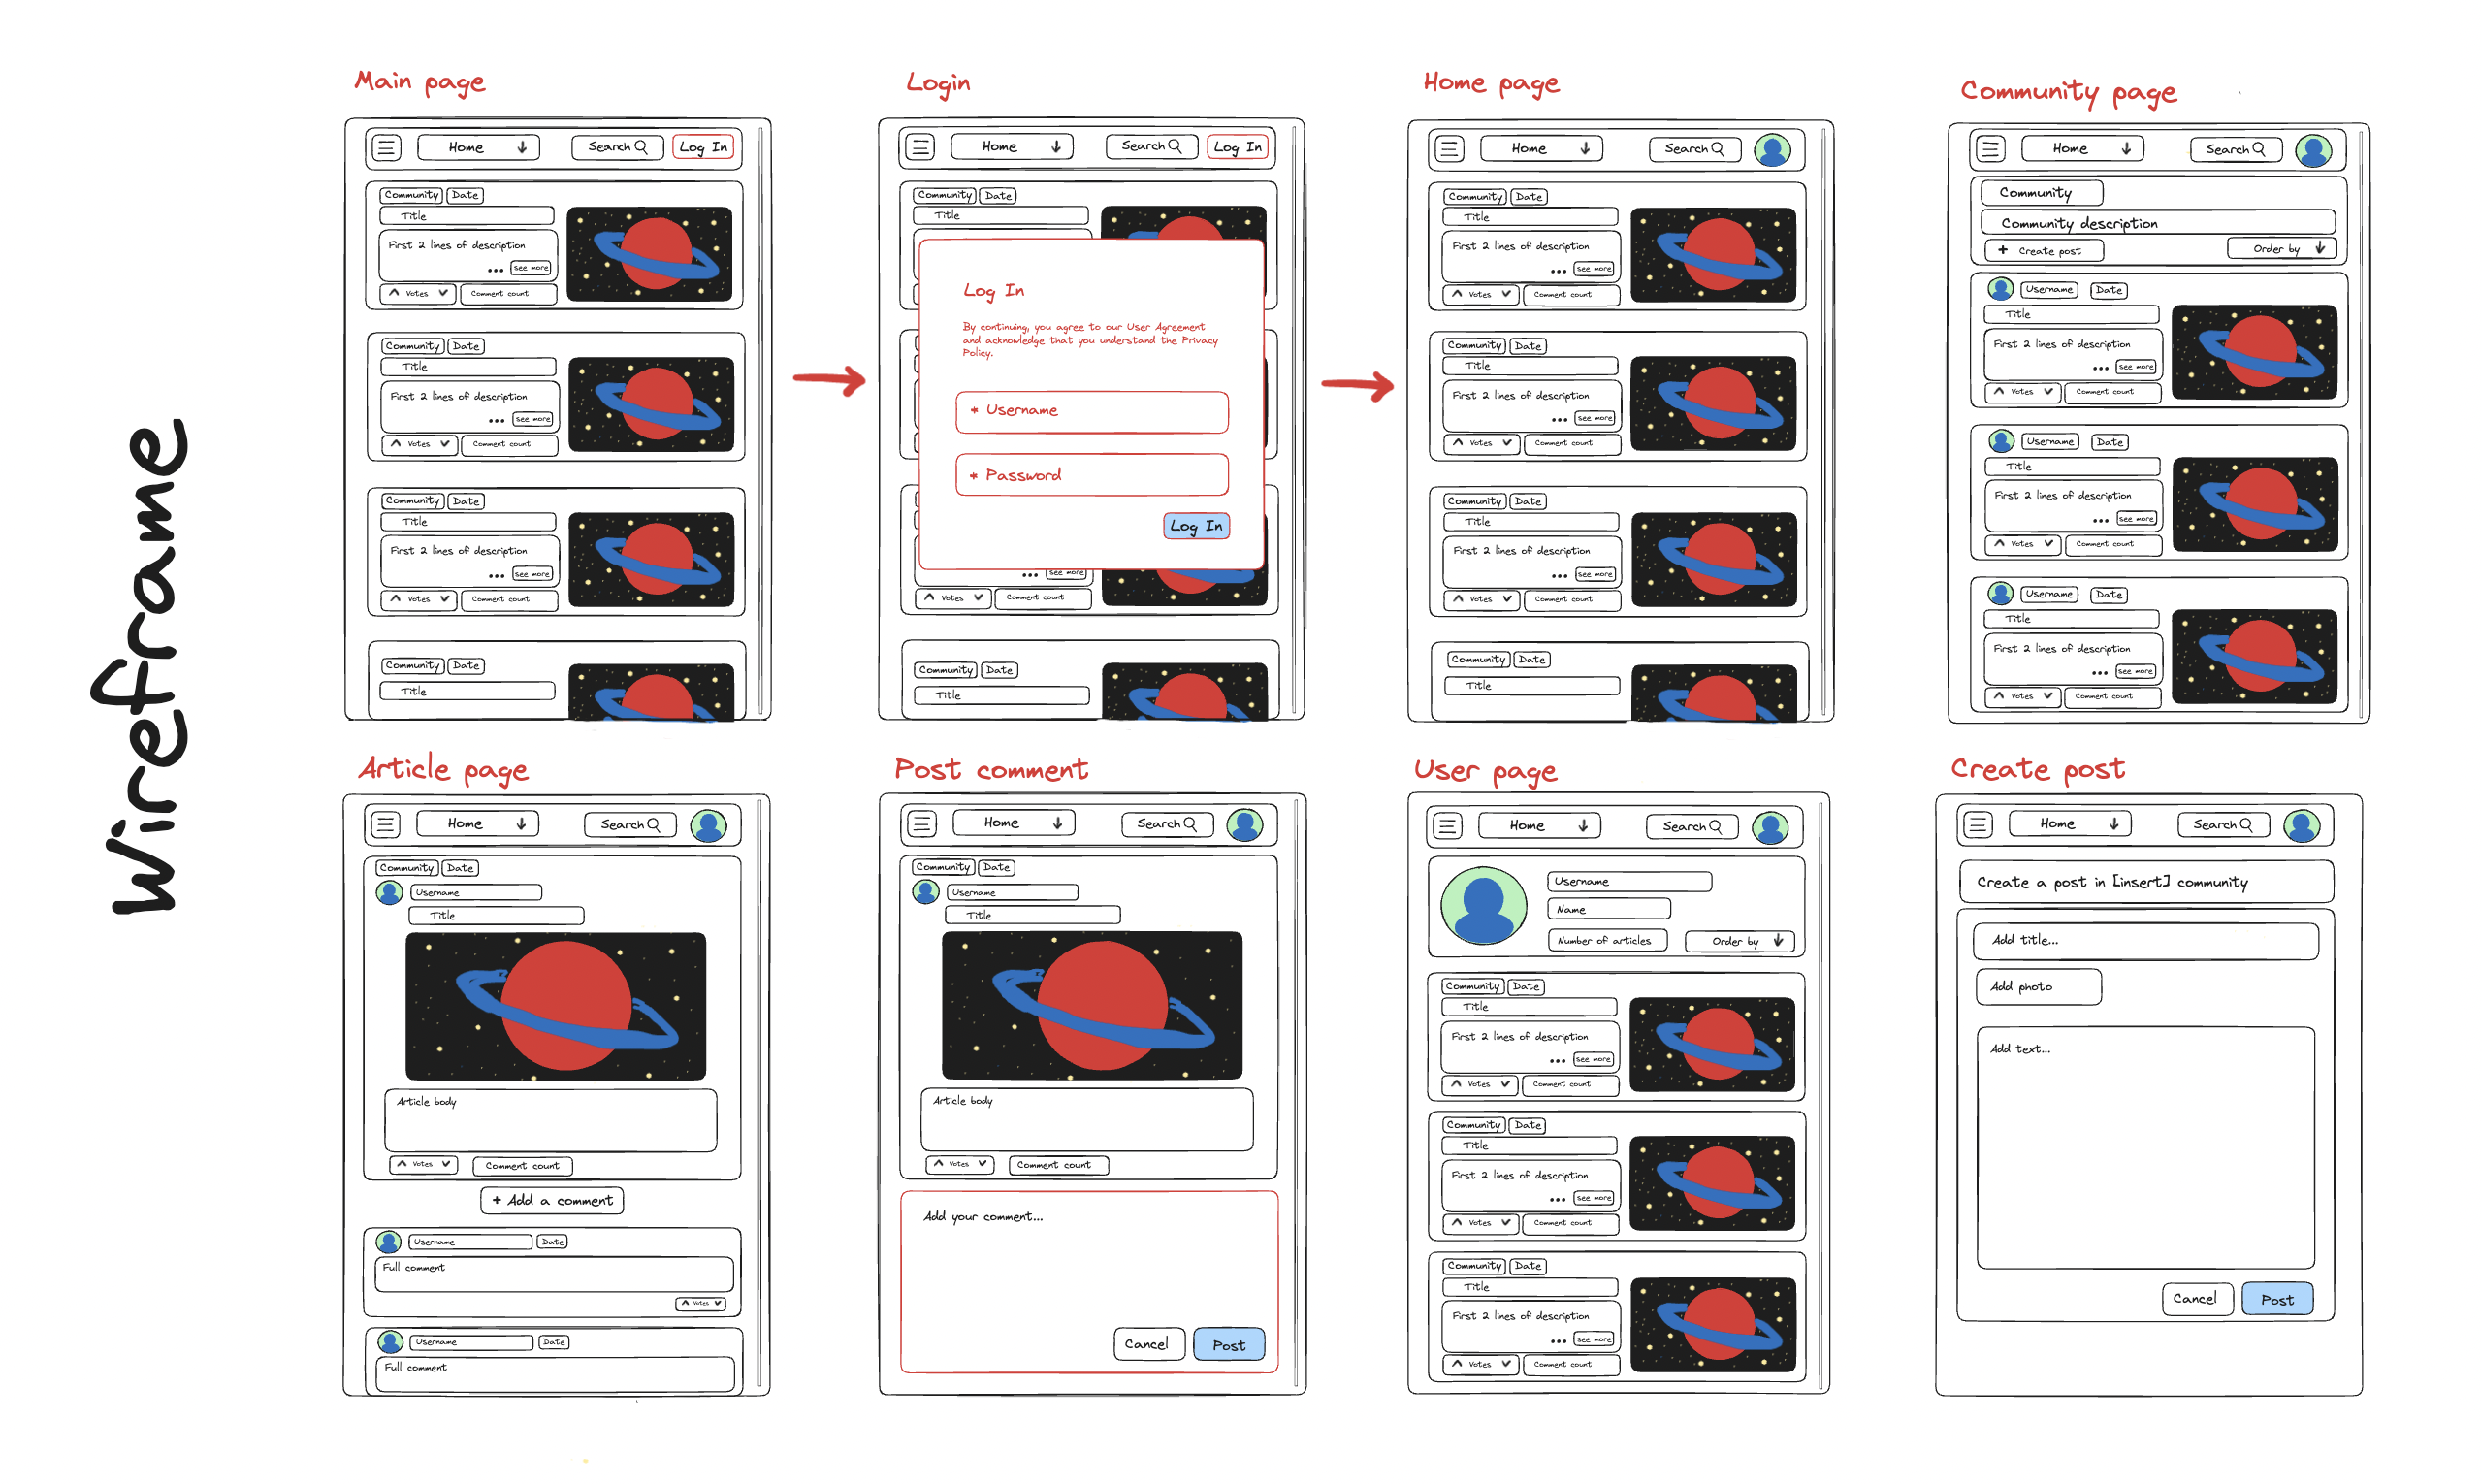 Wireframe
Main page
Home
Search
Log In
Community Date
Title
First 2 lines of description
... see more
Votes
Comment count
Community Date
Title
First 2 lines of description
... see more
Votes
Comment count
Community Date
Title
First 2 lines of description
... see more
Votes
Comment count
Community Date
Title
Login
Home
Search
Log In
Community Date
Title
Log In
By continuing, you agree to our User Agreement
and acknowledge that you understand the Privacy
Policy.
* Username
* Password
Log In
... see more
Votes
Comment count
Community Date
Title
Home page
Home
Search
Community Date
Title
First 2 lines of description
... see more
Votes
Comment count
Community Date
Title
First 2 lines of description
... see more
Votes
Comment count
Community Date
Title
First 2 lines of description
... see more
Votes
Comment count
Community Date
Title
Community page
Home
Search
Community
Community description
+ Create post
Order by
Username Date
Title
First 2 lines of description
... see more
Votes
Comment count
Username Date
Title
First 2 lines of description
... see more
Votes
Comment count
Username Date
Title
First 2 lines of description
... see more
Votes
Comment count
Article page
Home
Search
Community Date
Username
Title
Article body
Votes
Comment count
+ Add a comment
Username Date
Full comment
Votes
Username Date
Full comment
Post comment
Home
Search
Community Date
Username
Title
Article body
Votes
Comment count
Add your comment...
Cancel
Post
User page
Home
Search
Username
Name
Number of articles
Order by
Community Date
Title
First 2 lines of description
... see more
Votes
Comment count
Community Date
Title
First 2 lines of description
... see more
Votes
Comment count
Community Date
Title
First 2 lines of description
... see more
Votes
Comment count
Create post
Home
Search
Create a post in [insert] community
Add title...
Add photo
Add text...
Cancel
Post